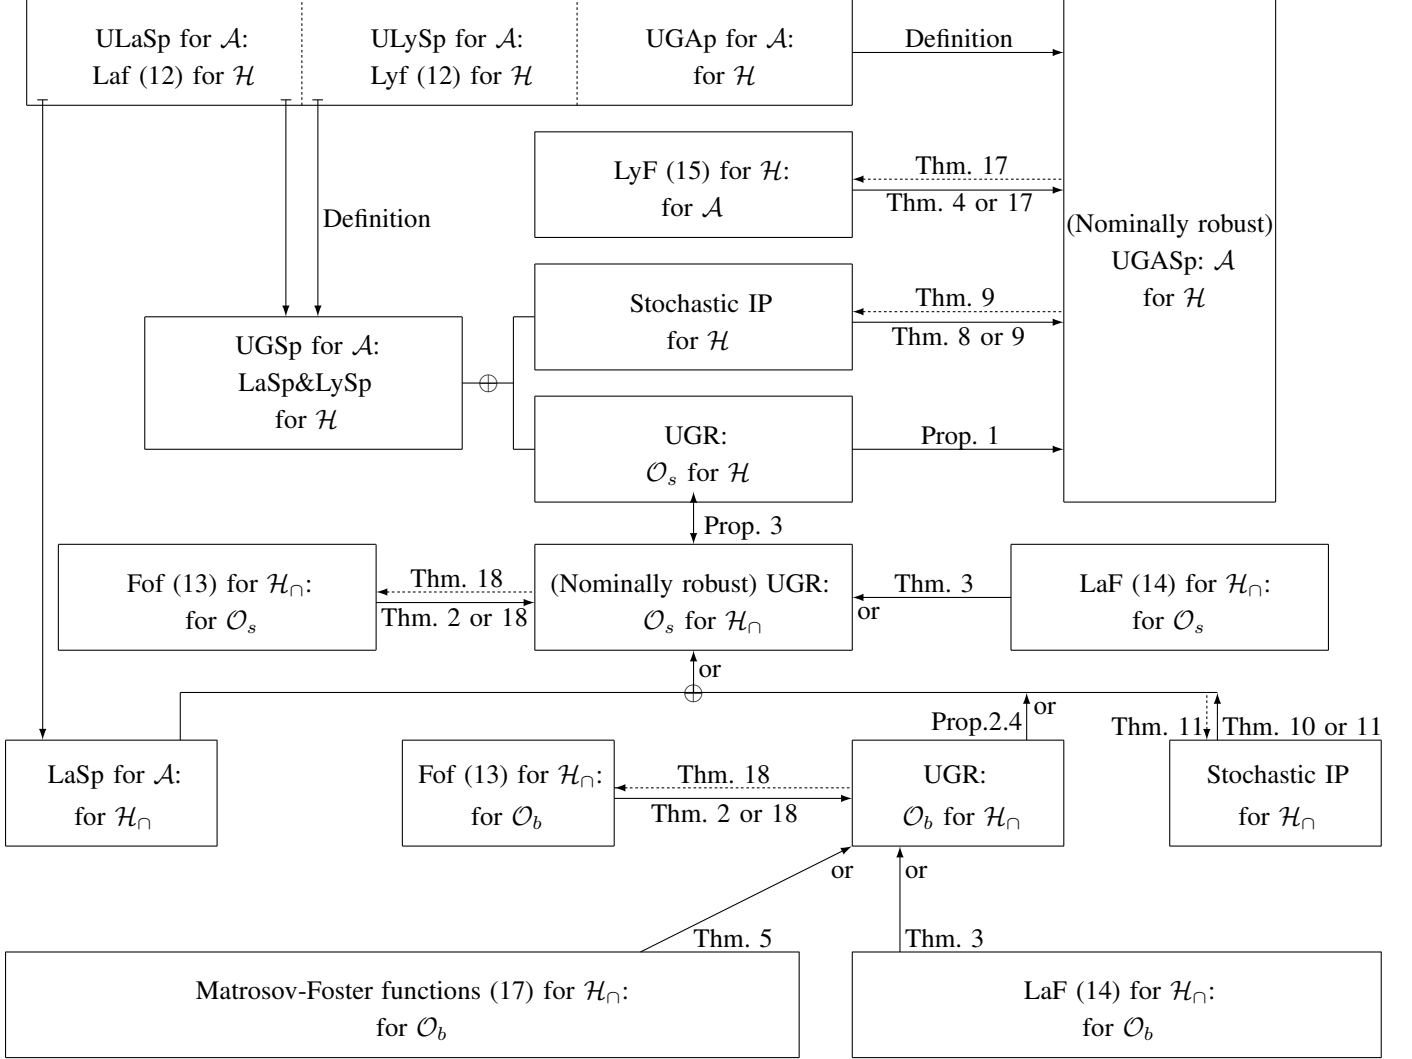 ULaSp for 𝒜:
Laf (12) for ℋ
ULySp for 𝒜:
Lyf (12) for ℋ
UGAp for 𝒜:
for ℋ
Definition
LyF (15) for ℋ:
for 𝒜
Thm. 17
Thm. 4 or 17
Definition
(Nominally robust)
UGASp: 𝒜
for ℋ
Stochastic IP
for ℋ
Thm. 9
Thm. 8 or 9
UGSp for 𝒜:
LaSp&LySp
for ℋ
⊕
UGR:
𝒪ₛ for ℋ
Prop. 1
Prop. 3
Fof (13) for ℋ∩:
for 𝒪ₛ
Thm. 18
Thm. 2 or 18
(Nominally robust) UGR:
𝒪ₛ for ℋ∩
Thm. 3
or
LaF (14) for ℋ∩:
for 𝒪ₛ
or
⊕
Prop.2.4
or
Thm. 11
Thm. 10 or 11
LaSp for 𝒜:
for ℋ∩
Fof (13) for ℋ∩:
for 𝒪_b
Thm. 18
Thm. 2 or 18
UGR:
𝒪_b for ℋ∩
Stochastic IP
for ℋ∩
or
or
Thm. 5
Thm. 3
Matrosov-Foster functions (17) for ℋ∩:
for 𝒪_b
LaF (14) for ℋ∩:
for 𝒪_b